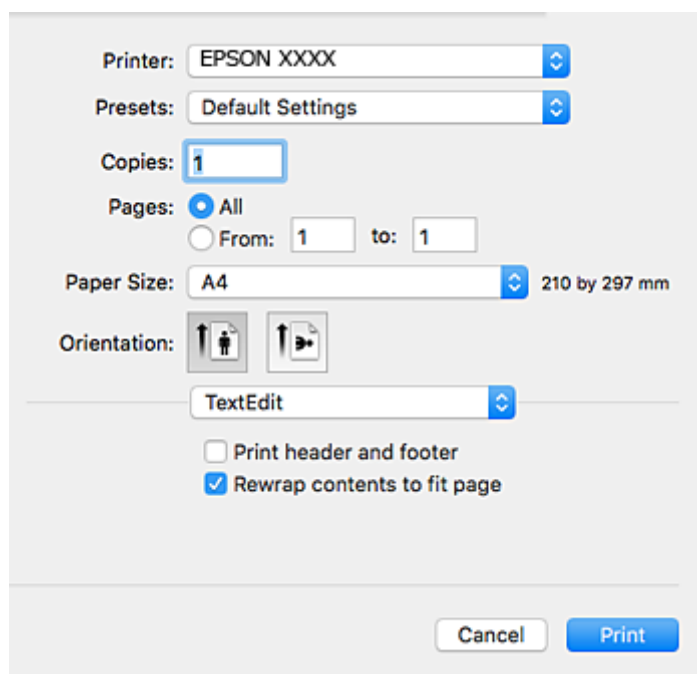 Printer: EPSON XXXX
Presets: Default Settings
Copies: 1
Pages: All
From: 1 to: 1
Paper Size: A4 210 by 297 mm
Orientation:
TextEdit
Print header and footer
Rewrap contents to fit page
Cancel Print